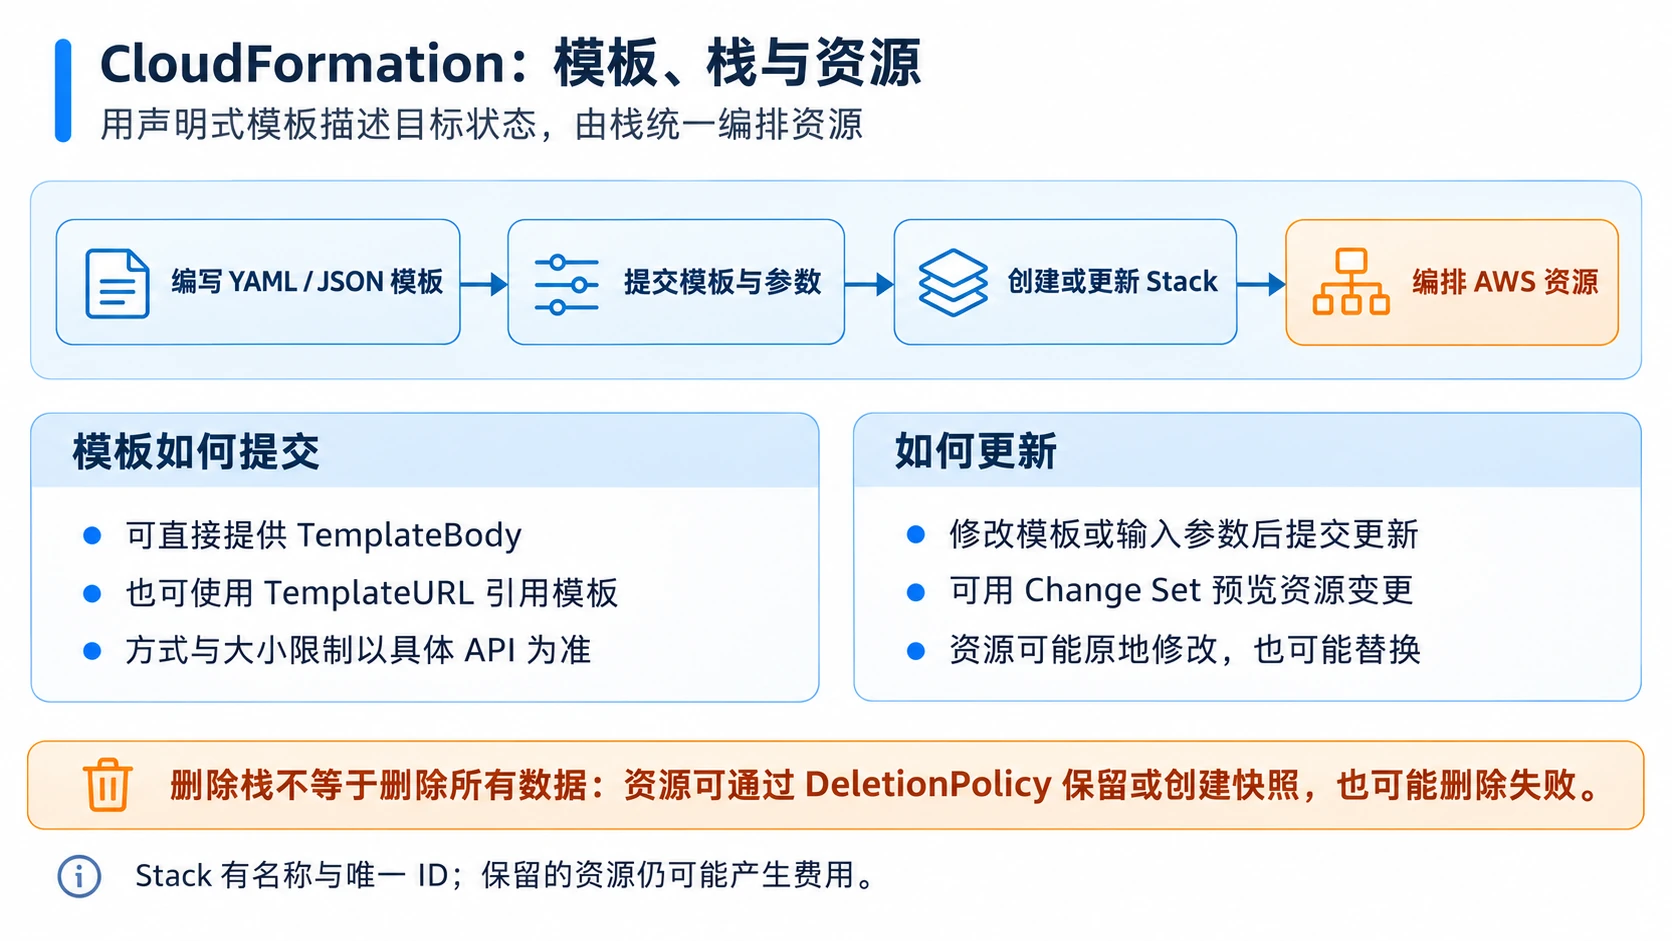 CloudFormation：模板、栈与资源
用声明式模板描述目标状态，由栈统一编排资源
编写 YAML / JSON 模板
提交模板与参数
创建或更新 Stack
编排 AWS 资源
模板如何提交
可直接提供 TemplateBody
也可使用 TemplateURL 引用模板
方式与大小限制以具体 API 为准
如何更新
修改模板或输入参数后提交更新
可用 Change Set 预览资源变更
资源可能原地修改，也可能替换
删除栈不等于删除所有数据：资源可通过 DeletionPolicy 保留或创建快照，也可能删除失败。
Stack 有名称与唯一 ID；保留的资源仍可能产生费用。